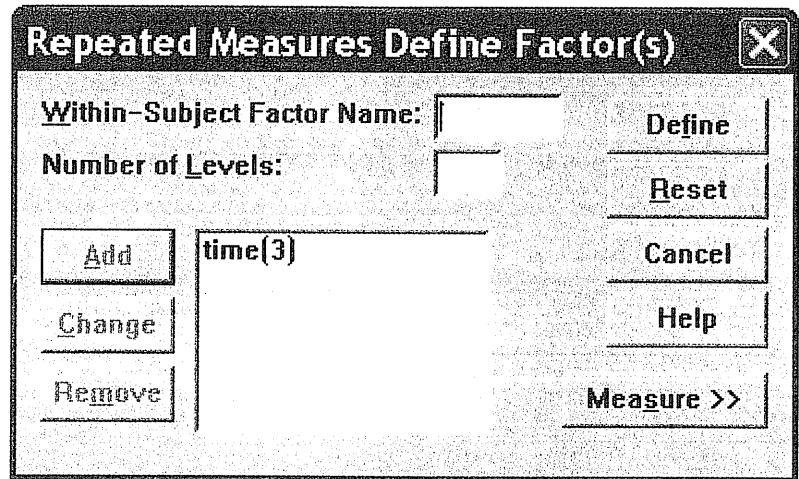 Repeated Measures Define Factor(s)
Within-Subject Factor Name:
Define
Number of Levels:
Reset
Add
time(3)
Cancel
Change
Help
Remove
Measure >>